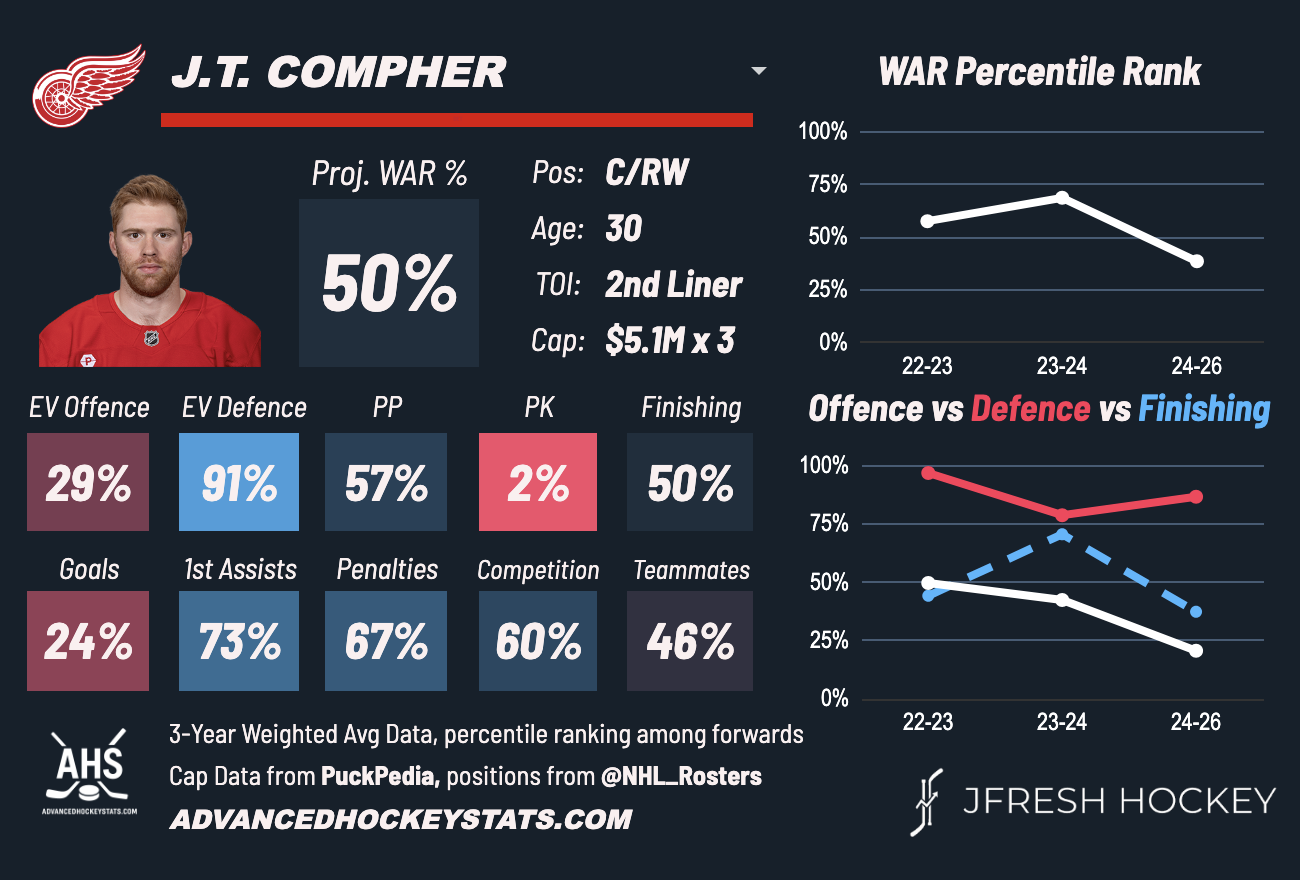 J.T. COMPHER
Proj. WAR %
50%
Pos: C/RW
Age: 30
TOI: 2nd Liner
Cap: $5.1M x 3
P
EV Offence EV Defence PP PK Finishing
29% 91% 57% 2% 50%
Goals 1st Assists Penalties Competition Teammates
24% 73% 67% 60% 46%
WAR Percentile Rank
100%
75%
50%
25%
0%
22-23 23-24 24-26
Offence vs Defence vs Finishing
100%
75%
50%
25%
0%
22-23 23-24 24-26
AHS
ADVANCEDHOCKEYSTATS.COM
3-Year Weighted Avg Data, percentile ranking among forwards
Cap Data from PuckPedia, positions from @NHL_Rosters
ADVANCEDHOCKEYSTATS.COM
JFRESH HOCKEY